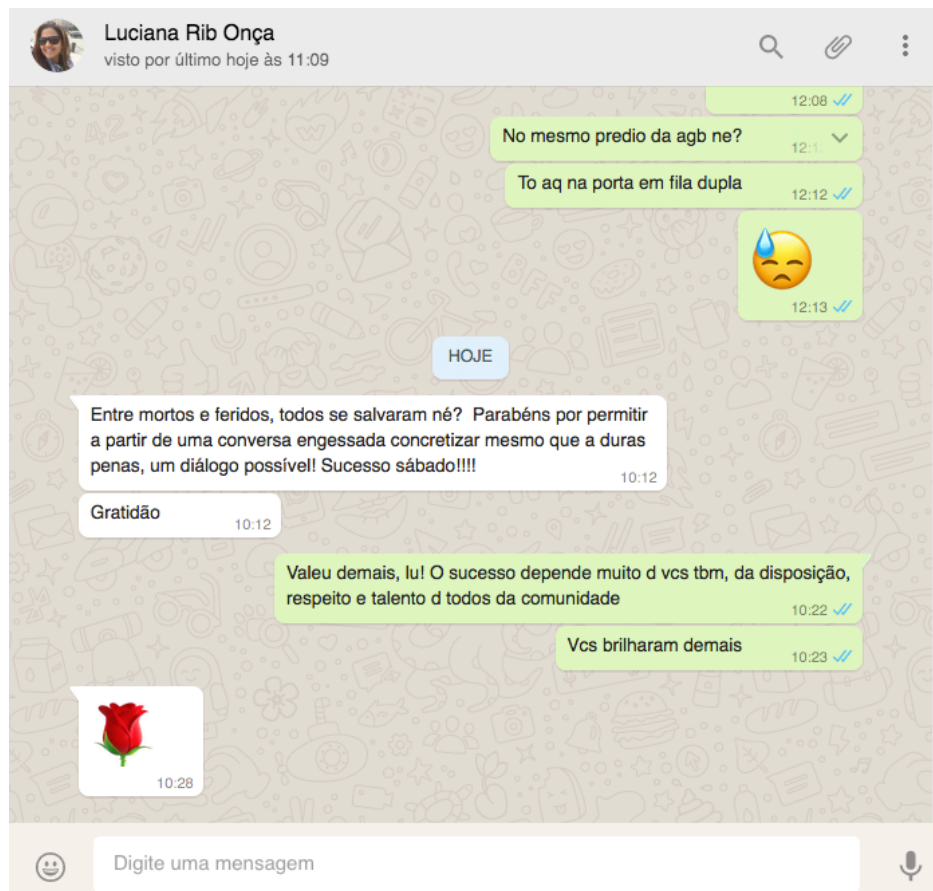 Luciana Rib Onça
visto por último hoje às 11:09
12:08
No mesmo predio da agb ne?
To aq na porta em fila dupla
12:12
12:13
HOJE
Entre mortos e feridos, todos se salvaram né? Parabéns por permitir
a partir de uma conversa engessada concretizar mesmo que a duras
penas, um diálogo possível! Sucesso sábado!!!!
10:12
Gratidão
10:12
Valeu demais, lu! O sucesso depende muito d vcs tbm, da disposição,
respeito e talento d todos da comunidade
10:22
Vcs brilharam demais
10:23
10:28
Digite uma mensagem